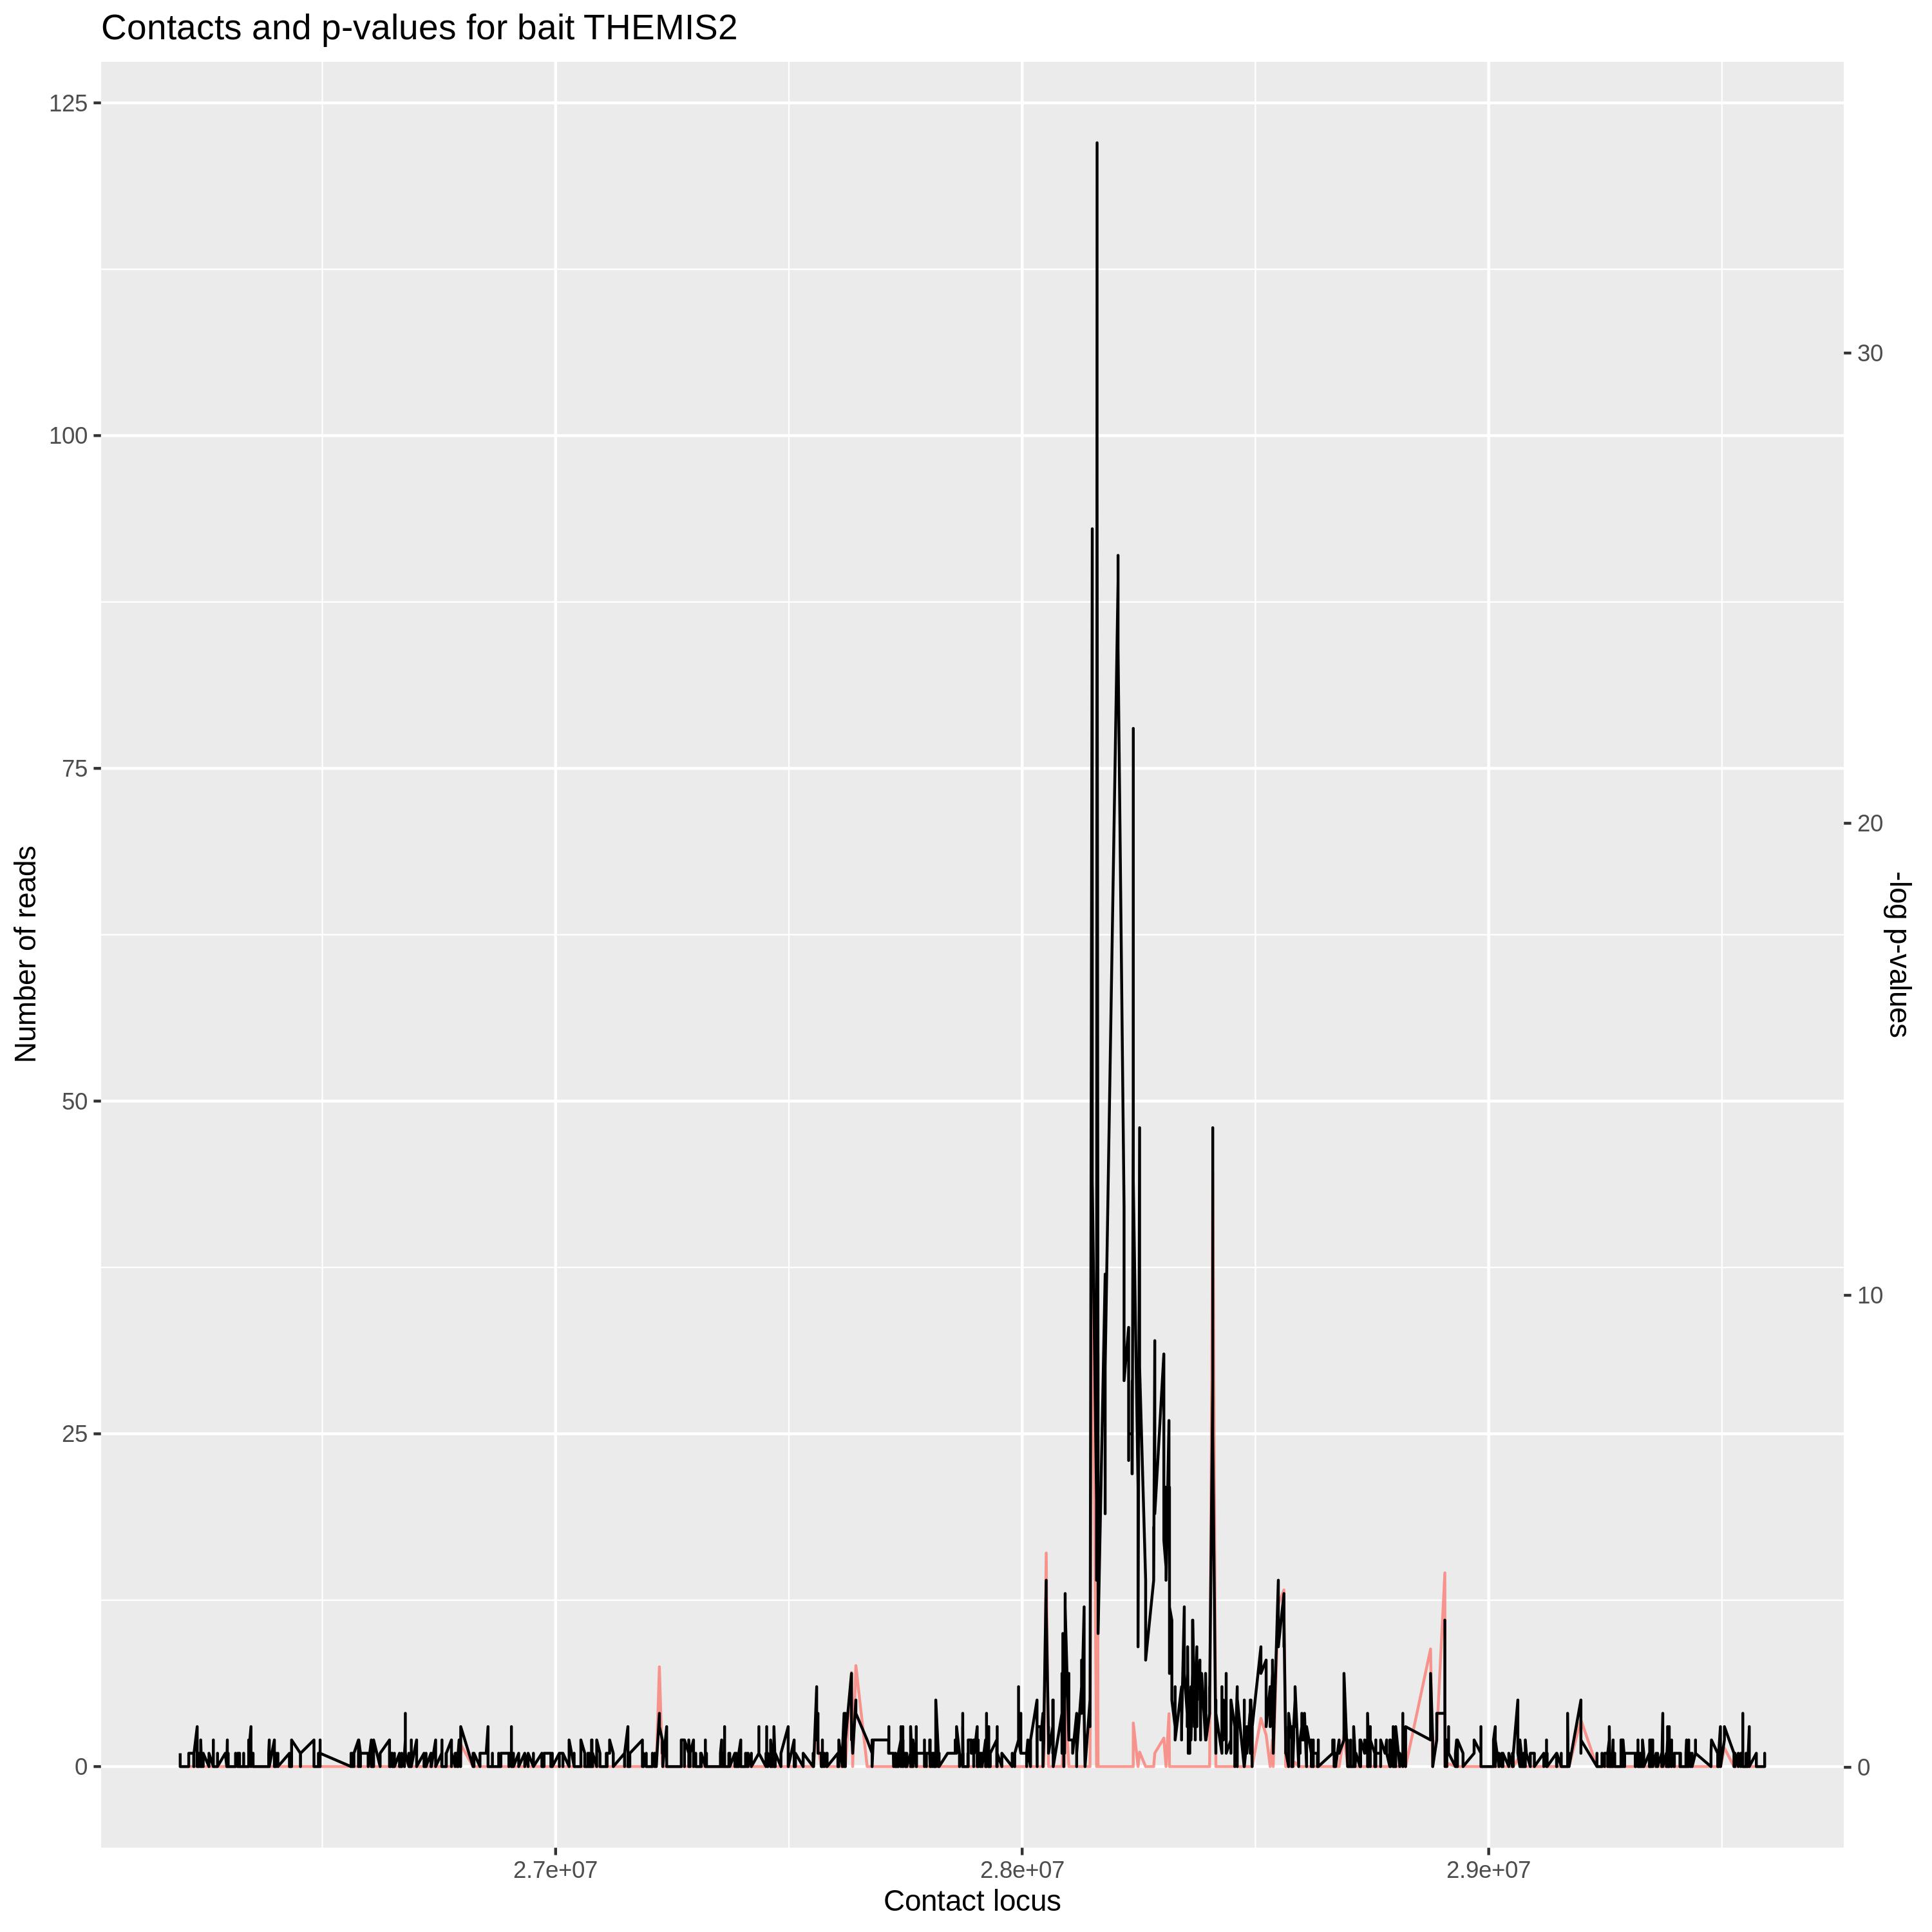 Contacts and p-values for bait THEMIS2
125
100
75
50
25
0
Number of reads
30
20
10
0
-log p-values
2.7e+07
2.8e+07
2.9e+07
Contact locus